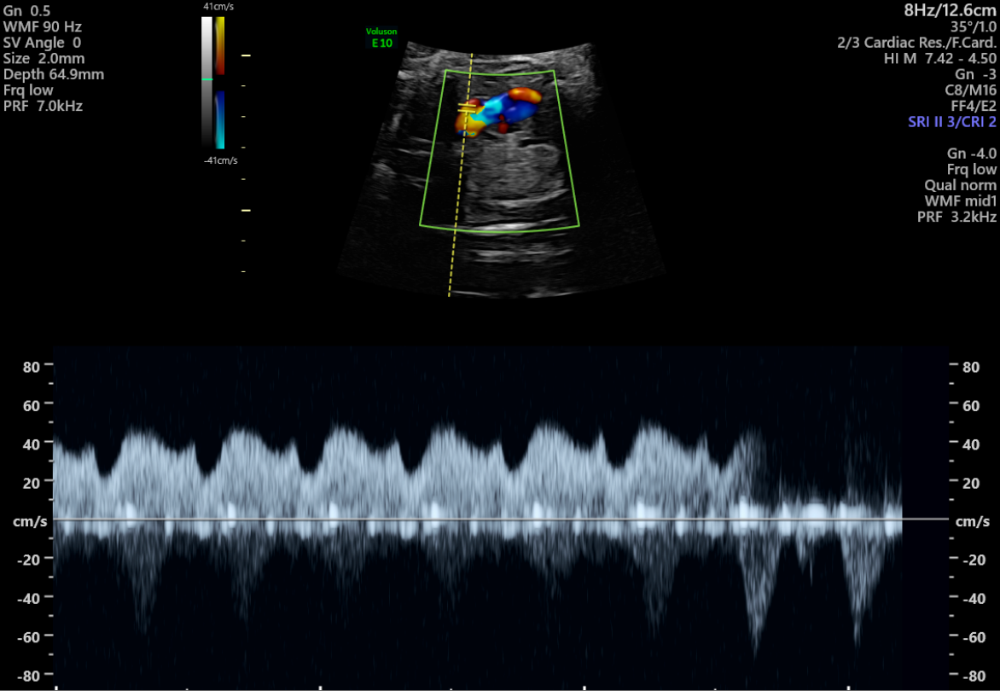 Gn 0.5
WMF 90 Hz
SV Angle 0
Size 2.0mm
Depth 64.9mm
Frq low
PRF 7.0kHz
41cm/s
-41cm/s
Voluson
E10
8Hz/12.6cm
35°/1.0
2/3 Cardiac Res./F.Card.
HI M 7.42 - 4.50
Gn -3
C8/M16
FF4/E2
SRI II 3/CRI 2
Gn -4.0
Frq low
Qual norm
WMF mid1
PRF 3.2kHz
80 80
60 60
40 40
20 20
cm/s cm/s
-20 -20
-40 -40
-60 -60
-80 -80